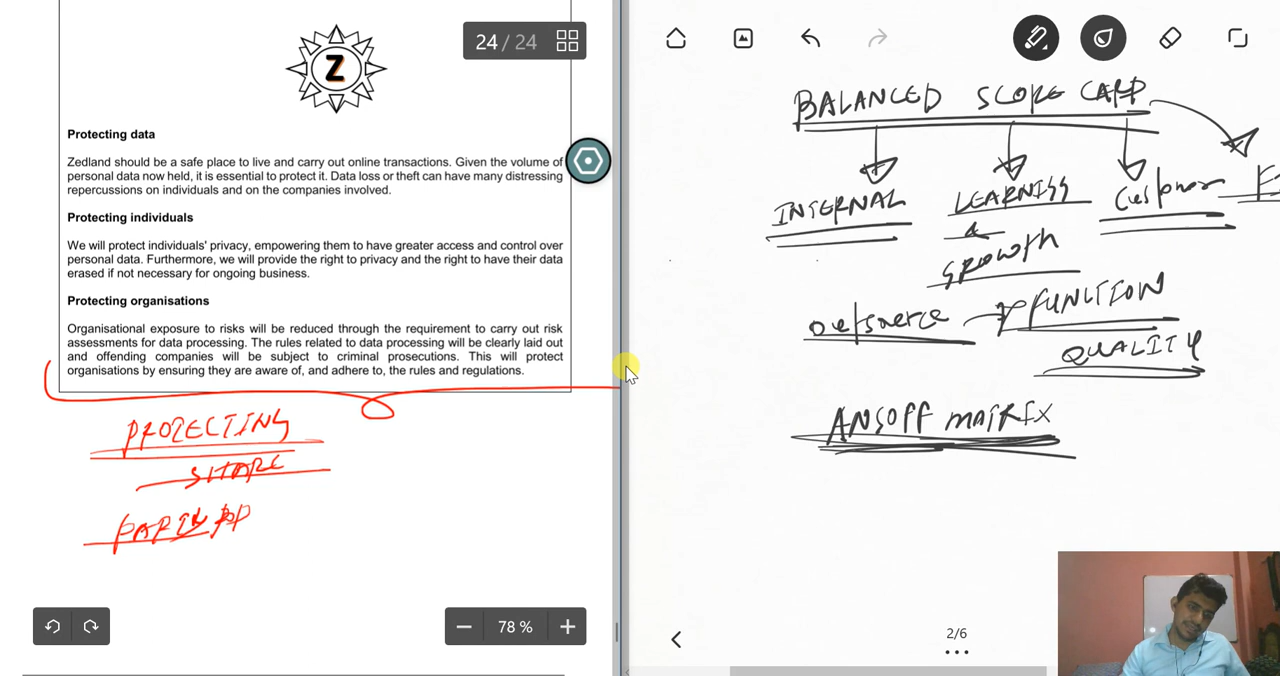 24 / 24
Z
Protecting data
Zedland should be a safe place to live and carry out online transactions. Given the volume of
personal data now held, it is essential to protect it. Data loss or theft can have many distressing
repercussions on individuals and on the companies involved.
Protecting individuals
We will protect individuals' privacy, empowering them to have greater access and control over
personal data. Furthermore, we will provide the right to privacy and the right to have their data
erased if not necessary for ongoing business.
Protecting organisations
Organisational exposure to risks will be reduced through the requirement to carry out risk
assessments for data processing. The rules related to data processing will be clearly laid out
and offending companies will be subject to criminal prosecutions. This will protect
organisations by ensuring they are aware of, and adhere to, the rules and regulations.
PROTECTING
SHARE
78 %
BALANCED SCORE CARD
INTERNAL
LEARNING
&
GROWTH
Customer
Outsource
FUNCTION
QUALITY
ANSOFF MATRIX
2/6